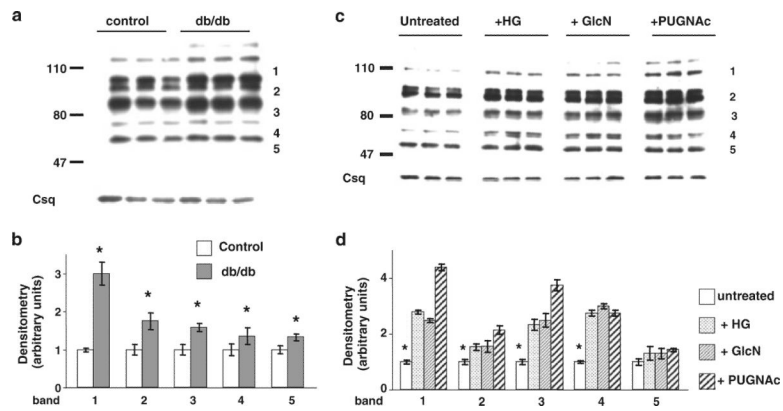 a
control db/db
110
80
47
1
2
3
4
5
Csq
b
Densitometry
(arbitrary units)
3
2
1
0
Control
db/db
* * * * *
band 1 2 3 4 5
c
Untreated +HG + GlcN +PUGNAc
110
80
47
1
2
3
4
5
Csq
d
Densitometry
(arbitrary units)
4
2
0
untreated
+ HG
+ GlcN
+ PUGNAc
* * * *
band 1 2 3 4 5